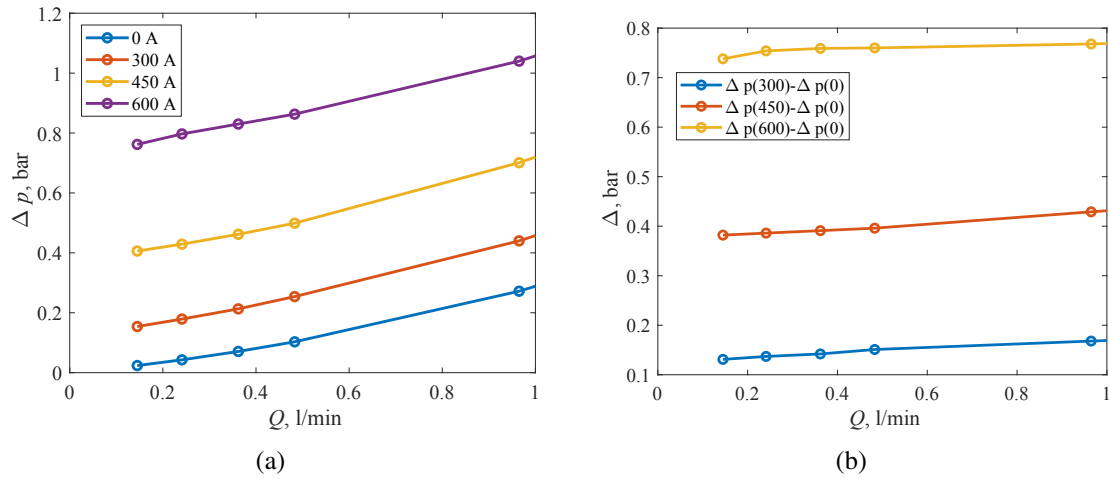 1.2
1
0.8
0.6
0.4
0.2
0
Δ p, bar
0 A
300 A
450 A
600 A
0 0.2 0.4 0.6 0.8 1
Q, l/min
(a)
0.8
0.7
0.6
0.5
0.4
0.3
0.2
0.1
Δ, bar
Δ p(300)-Δ p(0)
Δ p(450)-Δ p(0)
Δ p(600)-Δ p(0)
0 0.2 0.4 0.6 0.8 1
Q, l/min
(b)